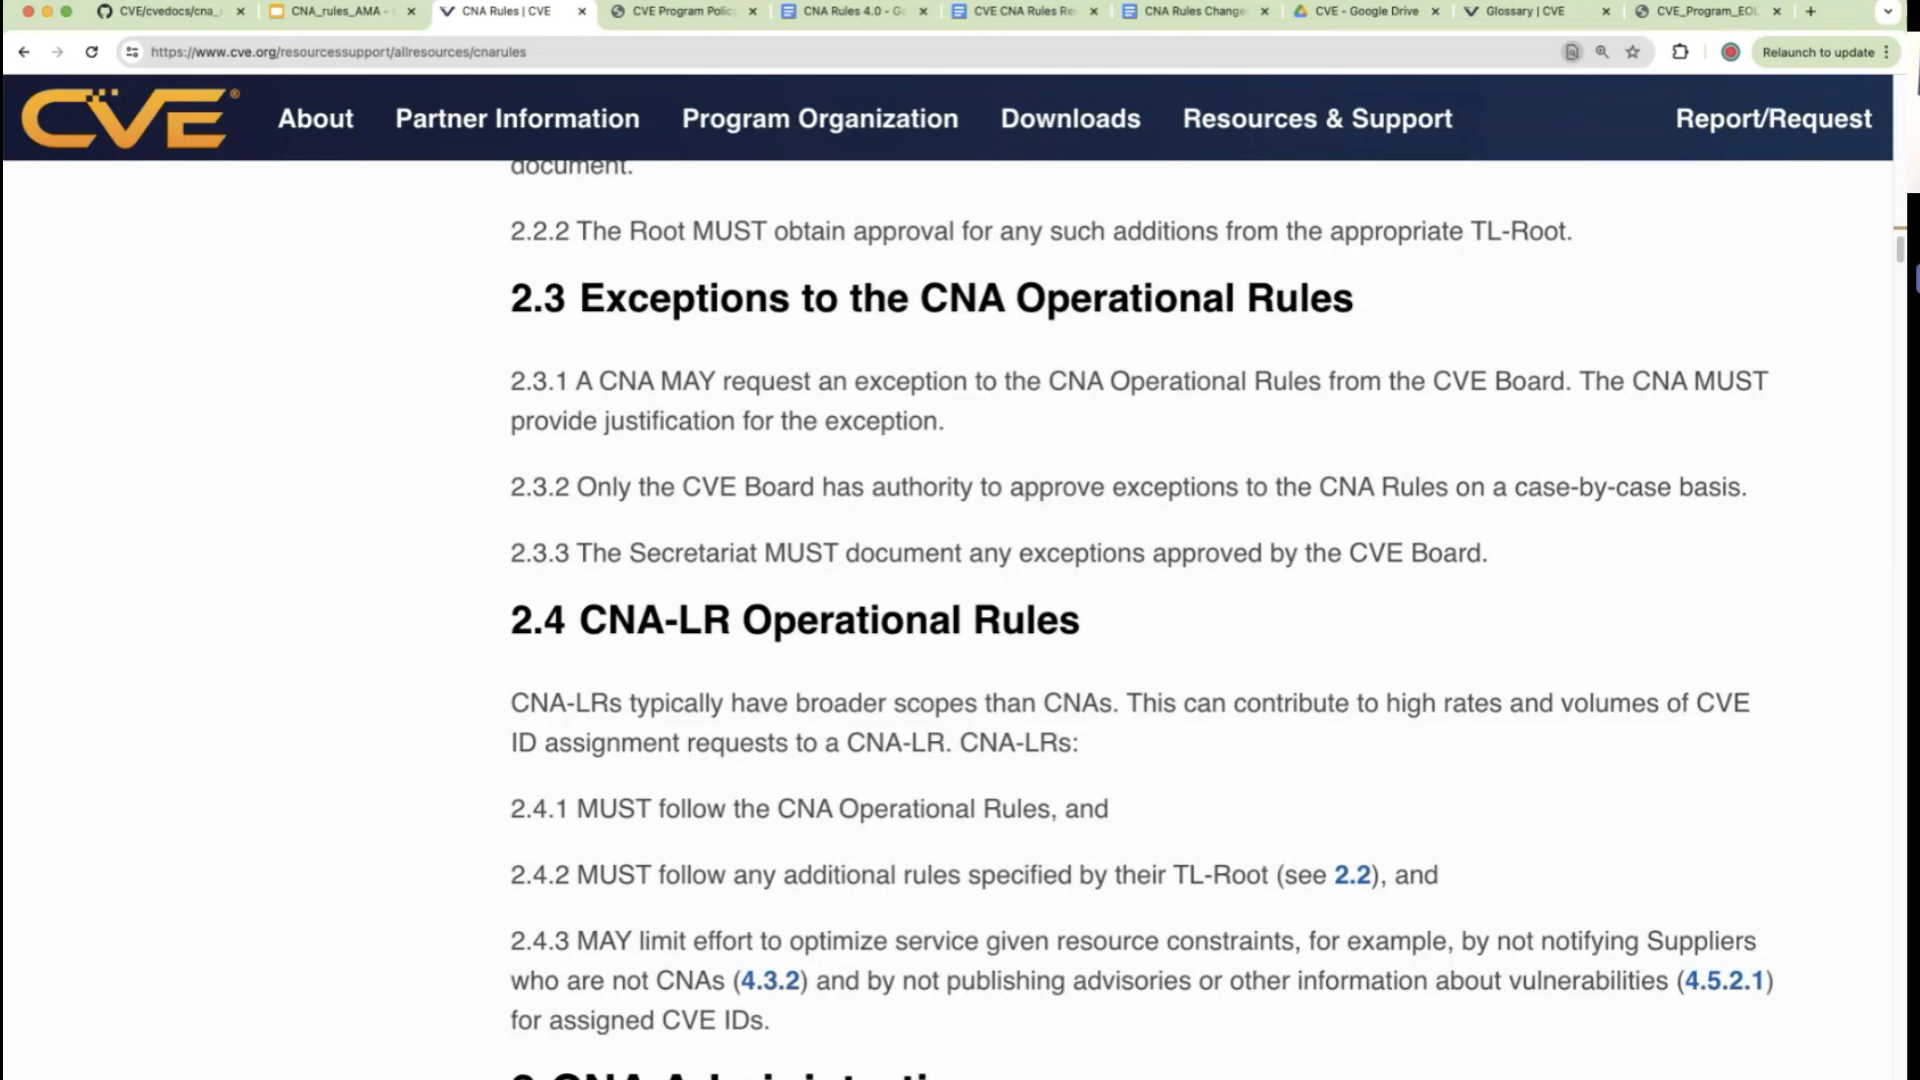 CVE/cvedocs/cna_
CNA_rules_AMA -
CNA Rules | CVE
CVE Program Polic
CNA Rules 4.0 - Go
CVE CNA Rules Re
CNA Rules Change
CVE - Google Drive
Glossary | CVE
CVE_Program_EOL
https://www.cve.org/resourcessupport/allresources/cnarules
Relaunch to update
CVE®
About
Partner Information
Program Organization
Downloads
Resources & Support
Report/Request
document.
2.2.2 The Root MUST obtain approval for any such additions from the appropriate TL-Root.
2.3 Exceptions to the CNA Operational Rules
2.3.1 A CNA MAY request an exception to the CNA Operational Rules from the CVE Board. The CNA MUST
provide justification for the exception.
2.3.2 Only the CVE Board has authority to approve exceptions to the CNA Rules on a case-by-case basis.
2.3.3 The Secretariat MUST document any exceptions approved by the CVE Board.
2.4 CNA-LR Operational Rules
CNA-LRs typically have broader scopes than CNAs. This can contribute to high rates and volumes of CVE
ID assignment requests to a CNA-LR. CNA-LRs:
2.4.1 MUST follow the CNA Operational Rules, and
2.4.2 MUST follow any additional rules specified by their TL-Root (see 2.2), and
2.4.3 MAY limit effort to optimize service given resource constraints, for example, by not notifying Suppliers
who are not CNAs (4.3.2) and by not publishing advisories or other information about vulnerabilities (4.5.2.1)
for assigned CVE IDs.